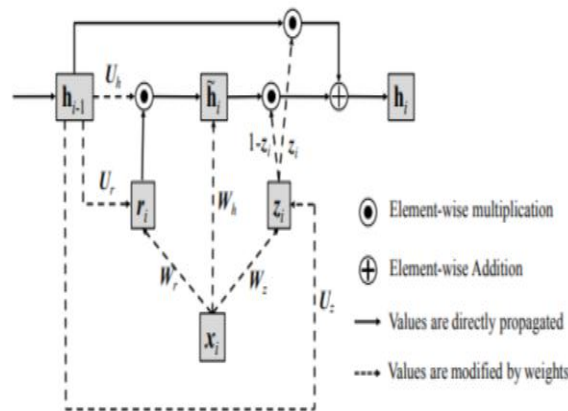 U_h
h_{i-1}
h̃_i
h_i
1-z_i
z_i
U_r
r_i
W_h
z_i
W_r
W_z
U_z
x_i
Element-wise multiplication
Element-wise Addition
Values are directly propagated
Values are modified by weights